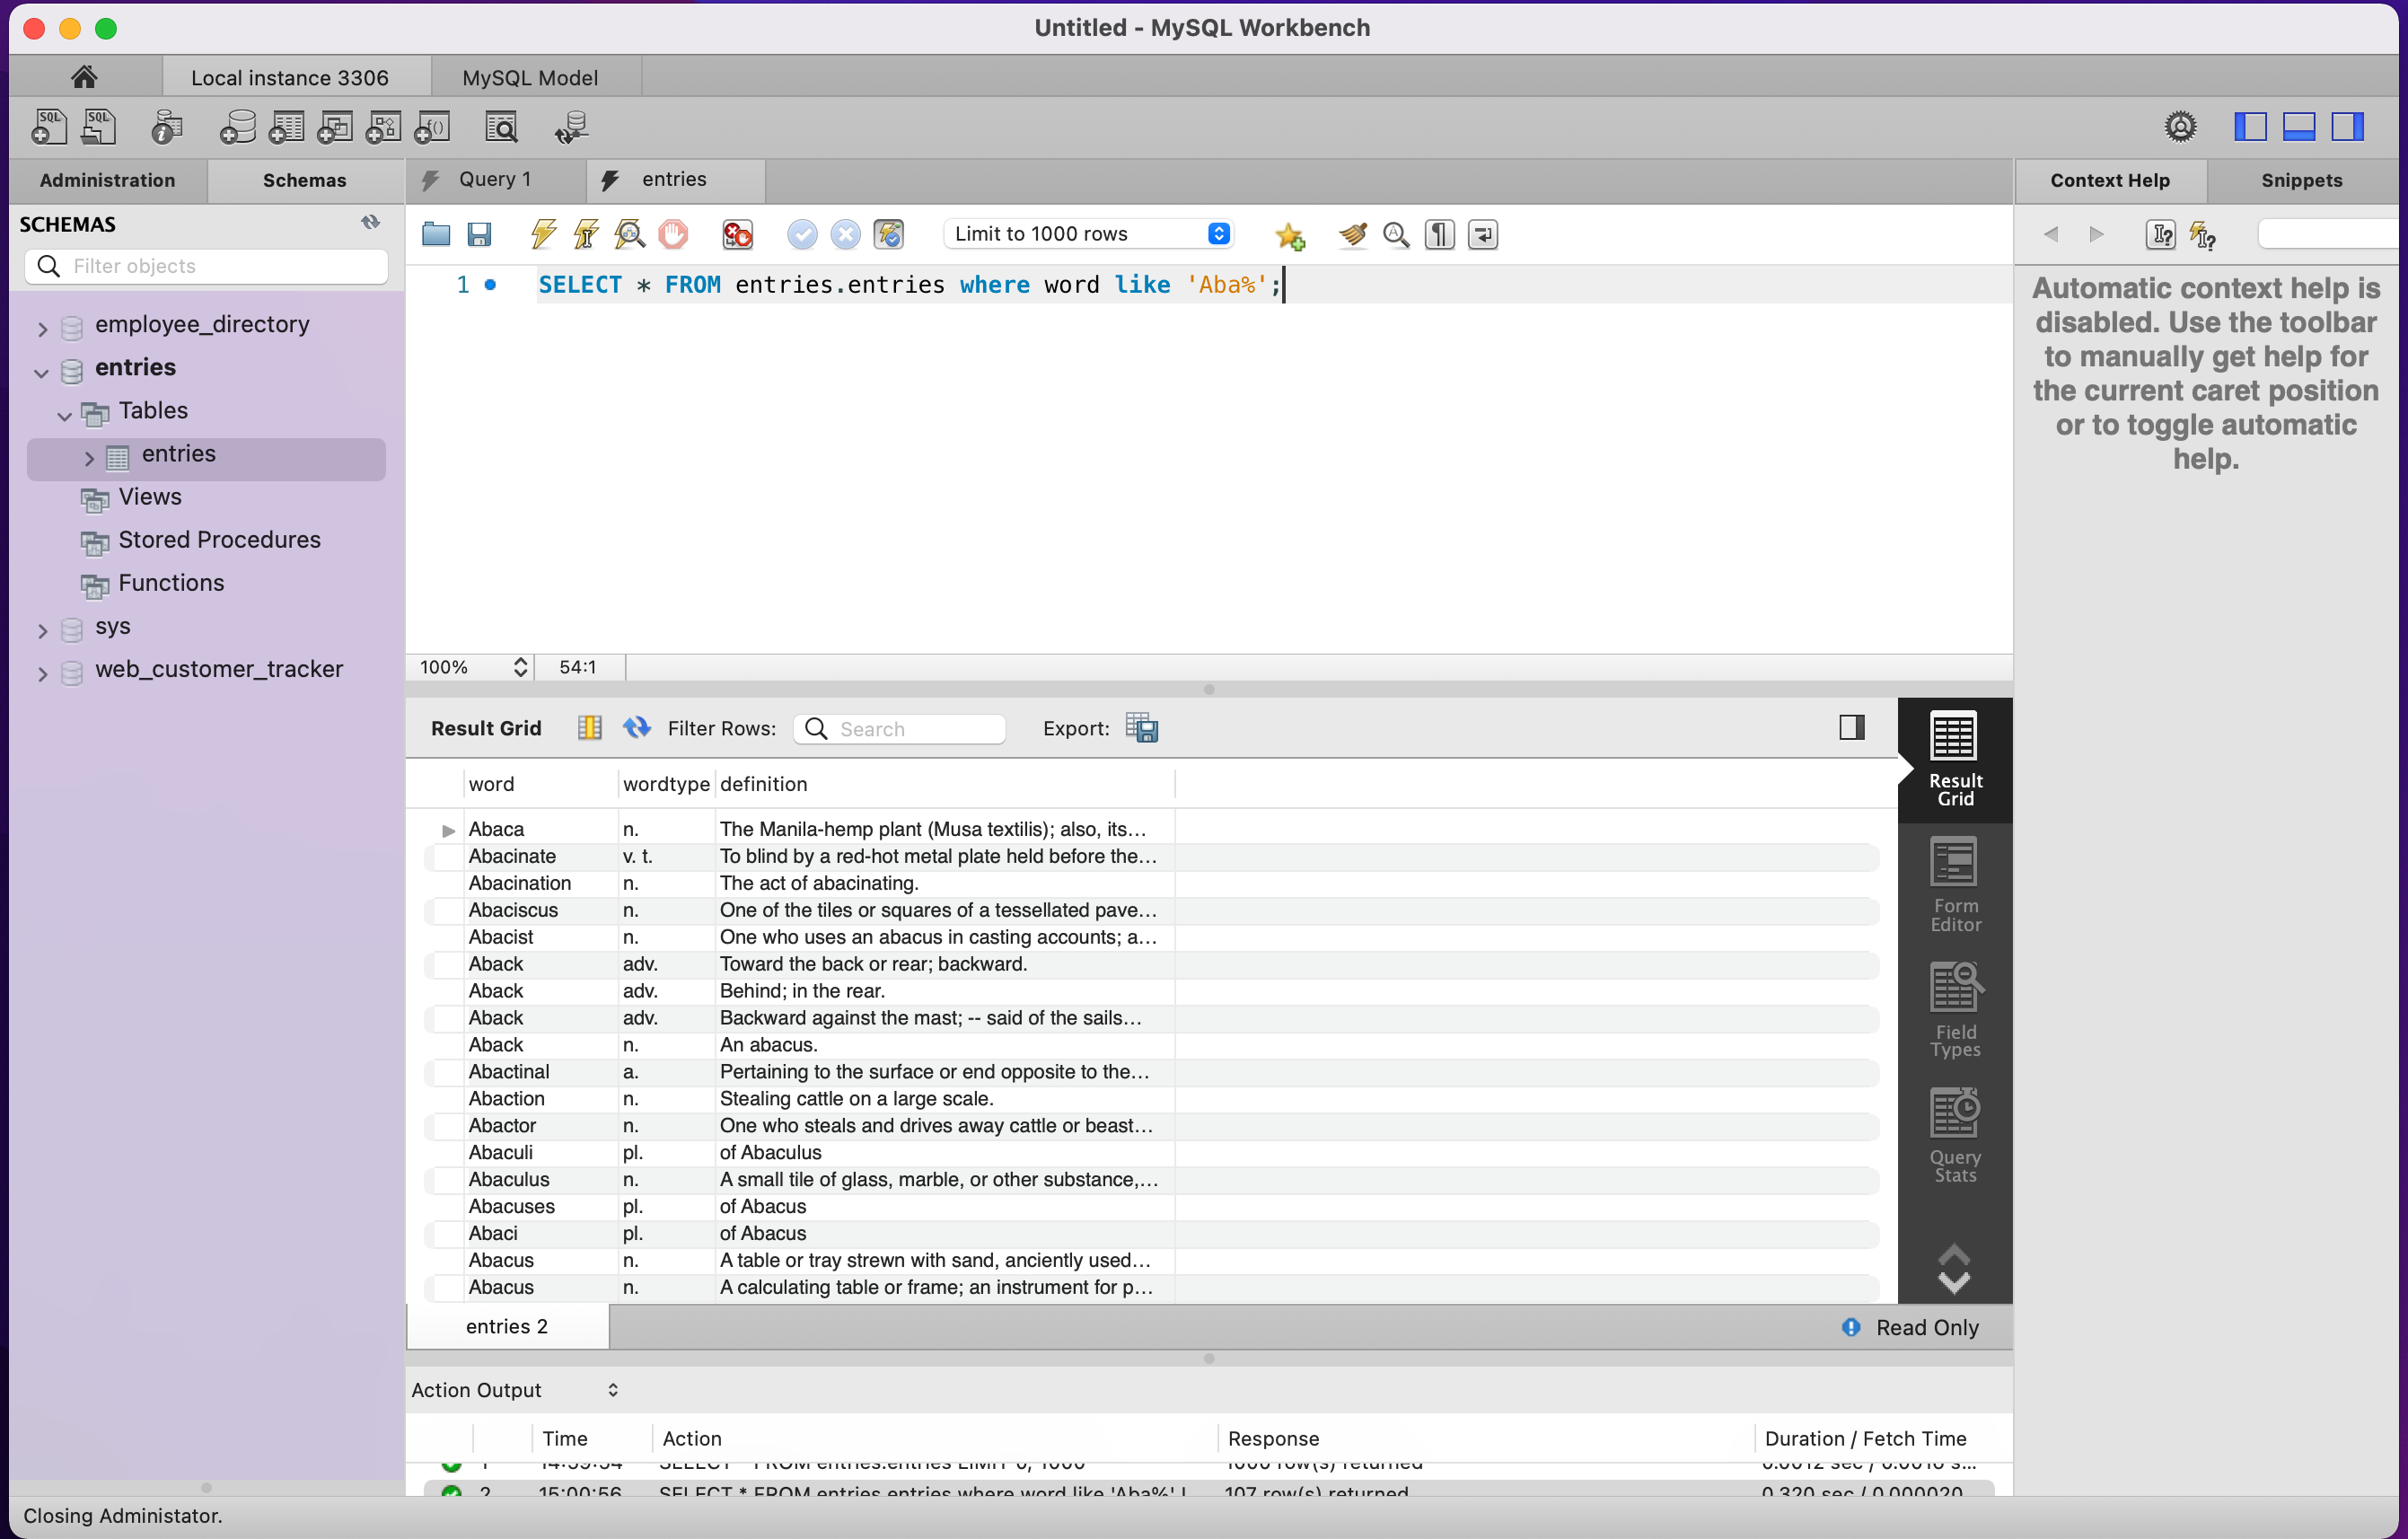 Untitled - MySQL Workbench
Local instance 3306
MySQL Model
SQL
SQL
Administration
Schemas
Query 1
entries
Context Help
Snippets
SCHEMAS
Filter objects
Limit to 1000 rows
1
SELECT * FROM entries.entries where word like 'Aba%';
employee_directory
entries
Tables
entries
Views
Stored Procedures
Functions
sys
web_customer_tracker
Automatic context help is
disabled. Use the toolbar
to manually get help for
the current caret position
or to toggle automatic
help.
100%
54:1
Result Grid
Filter Rows:
Search
Export:
word wordtype definition
Abaca n. The Manila-hemp plant (Musa textilis); also, its...
Abacinate v. t. To blind by a red-hot metal plate held before the...
Abacination n. The act of abacinating.
Abaciscus n. One of the tiles or squares of a tessellated pave...
Abacist n. One who uses an abacus in casting accounts; a...
Aback adv. Toward the back or rear; backward.
Aback adv. Behind; in the rear.
Aback adv. Backward against the mast; -- said of the sails...
Aback n. An abacus.
Abactinal a. Pertaining to the surface or end opposite to the...
Abaction n. Stealing cattle on a large scale.
Abactor n. One who steals and drives away cattle or beast...
Abaculi pl. of Abaculus
Abaculus n. A small tile of glass, marble, or other substance,...
Abacuses pl. of Abacus
Abaci pl. of Abacus
Abacus n. A table or tray strewn with sand, anciently used...
Abacus n. A calculating table or frame; an instrument for p...
Result
Grid
Form
Editor
Field
Types
Query
Stats
entries 2
Read Only
Action Output
Time Action Response Duration / Fetch Time
1 14:59:54 SELECT * FROM entries.entries LIMIT 0, 1000 1000 row(s) returned
2 15:00:56 SELECT * FROM entries.entries where word like 'Aba%' 107 row(s) returned 0.320 sec / 0.000020...
Closing Administator.